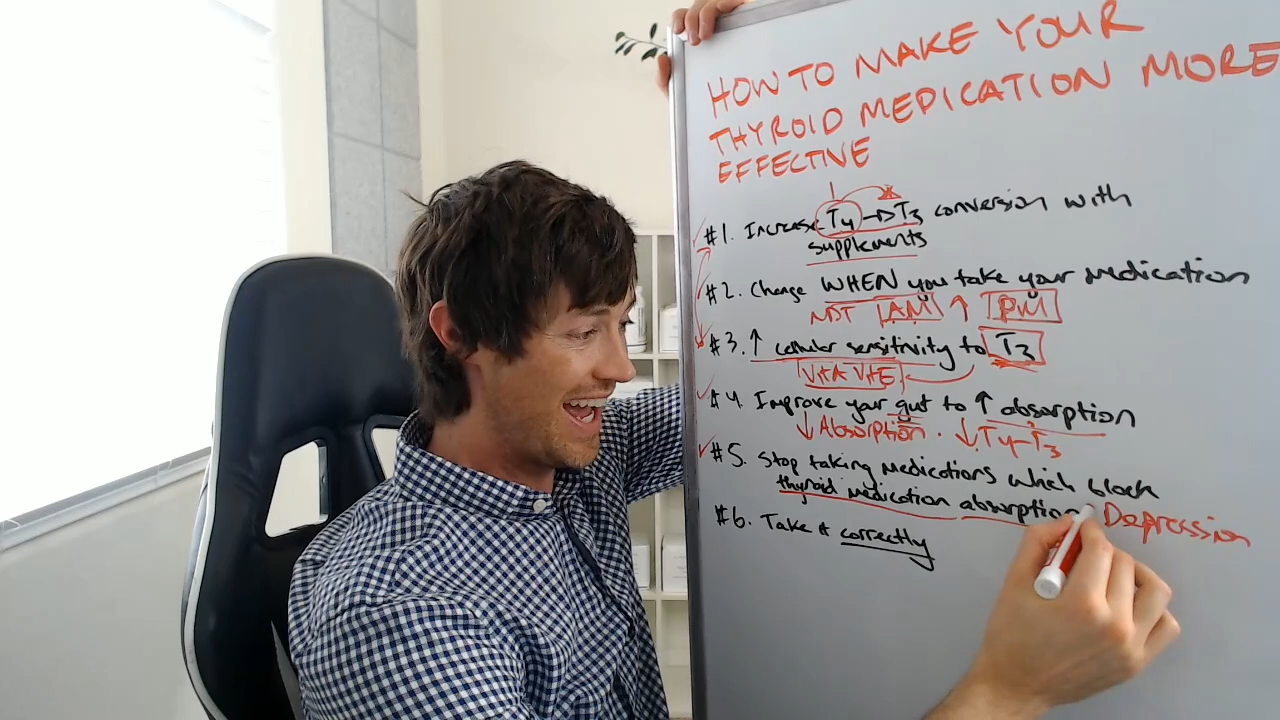 HOW TO MAKE YOUR
THYROID MEDICATION MORE
EFFECTIVE
#1. Increase T4 → T3 conversion with
supplements
#2. Change WHEN you take your medication
NOT AM ↑ PM
#3. ↑ cellular sensitivity to T3
Vit A Vit E
#4. Improve your gut to ↑ absorption
↓ Absorption. ↓ T4-T3
#5. Stop taking medications which block
thyroid medication absorption Depression
#6. Take it correctly